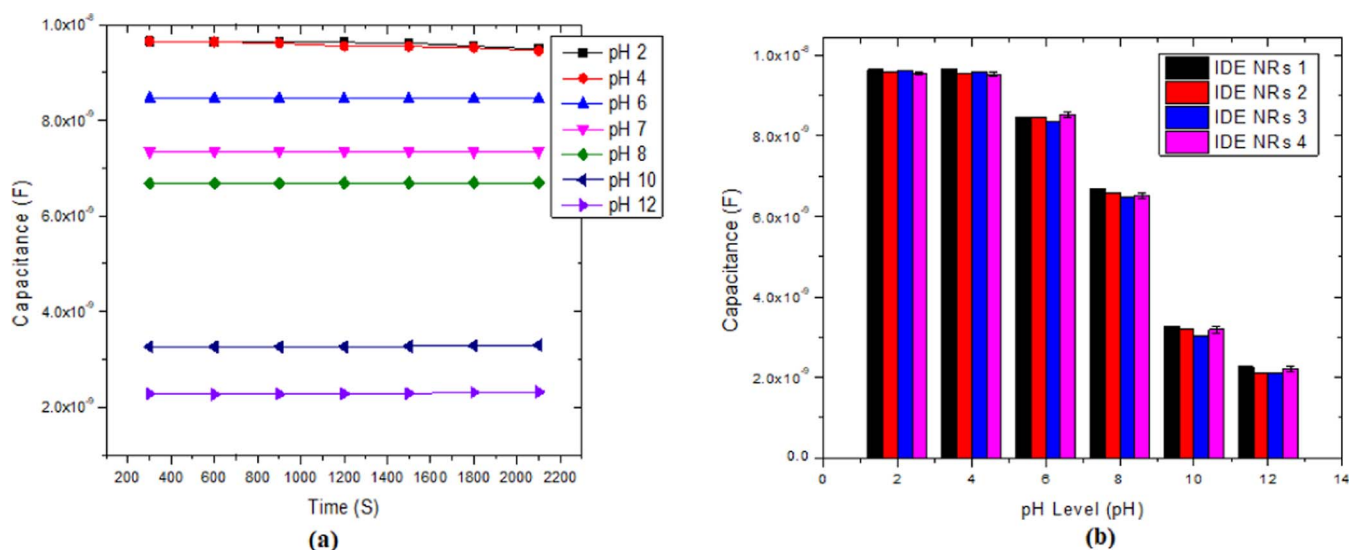 1.0x10⁻⁸
8.0x10⁻⁹
6.0x10⁻⁹
4.0x10⁻⁹
2.0x10⁻⁹
Capacitance (F)
200 400 600 800 1000 1200 1400 1600 1800 2000 2200
Time (S)
pH 2
pH 4
pH 6
pH 7
pH 8
pH 10
pH 12
(a)
1.0x10⁻⁸
8.0x10⁻⁹
6.0x10⁻⁹
4.0x10⁻⁹
2.0x10⁻⁹
0.0
Capacitance (F)
0 2 4 6 8 10 12 14
pH Level (pH)
IDE NRs 1
IDE NRs 2
IDE NRs 3
IDE NRs 4
(b)